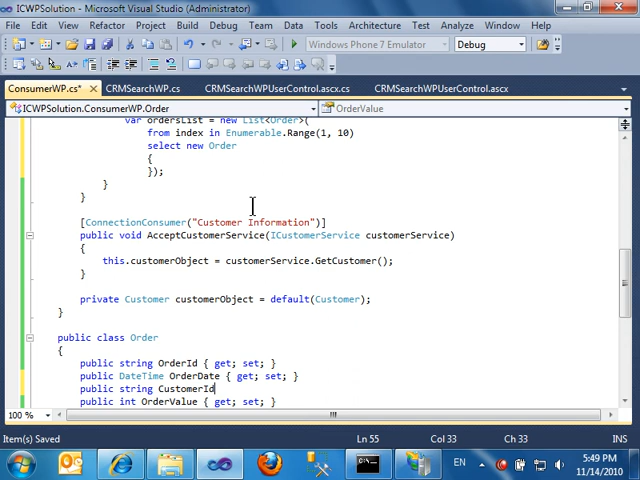 ICWPSolution - Microsoft Visual Studio (Administrator)
File Edit View Refactor Project Build Debug Team Data Tools Architecture Test Analyze Window Help
Windows Phone 7 Emulator Debug
ConsumerWP.cs* CRMSearchWP.cs CRMSearchWPUserControl.ascx.cs CRMSearchWPUserControl.ascx
ICWPSolution.ConsumerWP.Order OrderValue
var ordersList = new List<Order>(
from index in Enumerable.Range(1, 10)
select new Order
{
});
}
}
[ConnectionConsumer("Customer Information")]
public void AcceptCustomerService(ICustomerService customerService)
{
this.customerObject = customerService.GetCustomer();
}
private Customer customerObject = default(Customer);
}
public class Order
{
public string OrderId { get; set; }
public DateTime OrderDate { get; set; }
public string CustomerId
public int OrderValue { get; set; }
100 %
Item(s) Saved Ln 55 Col 33 Ch 33 INS
EN 5:49 PM
11/14/2010